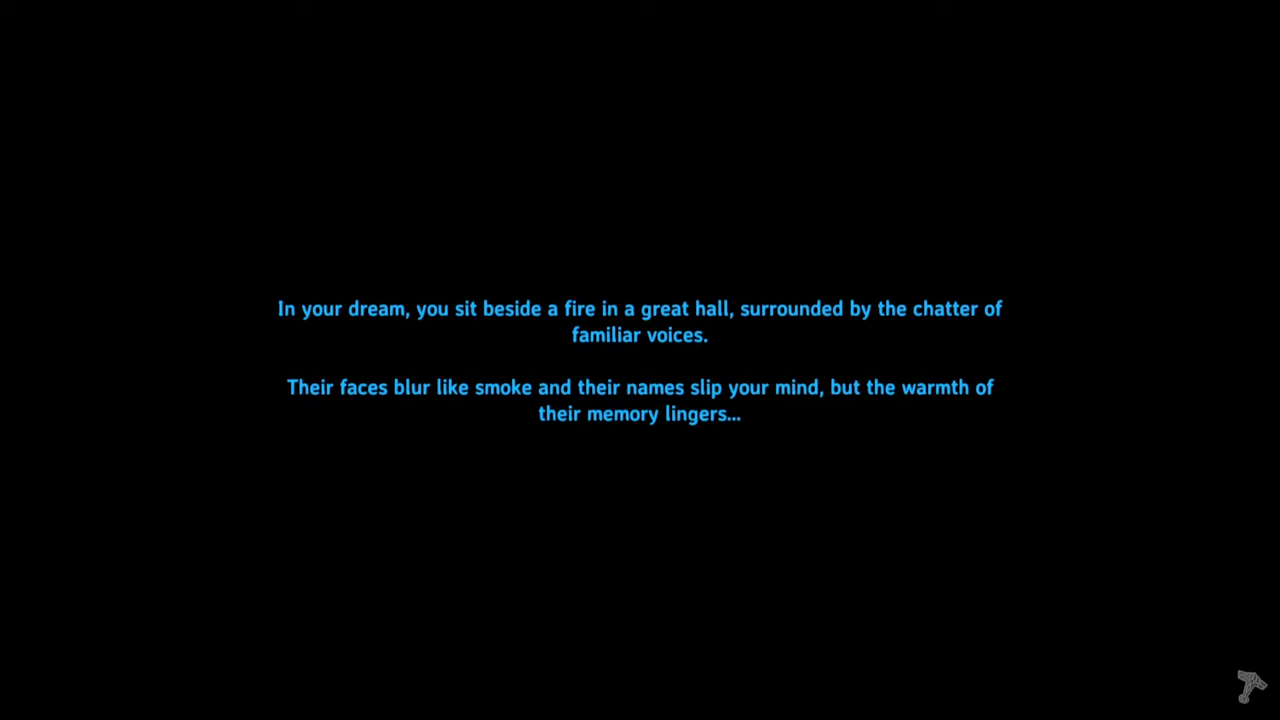 In your dream, you sit beside a fire in a great hall, surrounded by the chatter of
familiar voices.
Their faces blur like smoke and their names slip your mind, but the warmth of
their memory lingers...